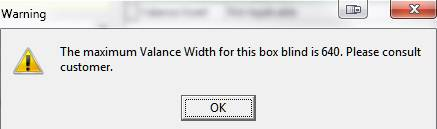 Warning
The maximum Valance Width for this box blind is 640. Please consult
customer.
OK